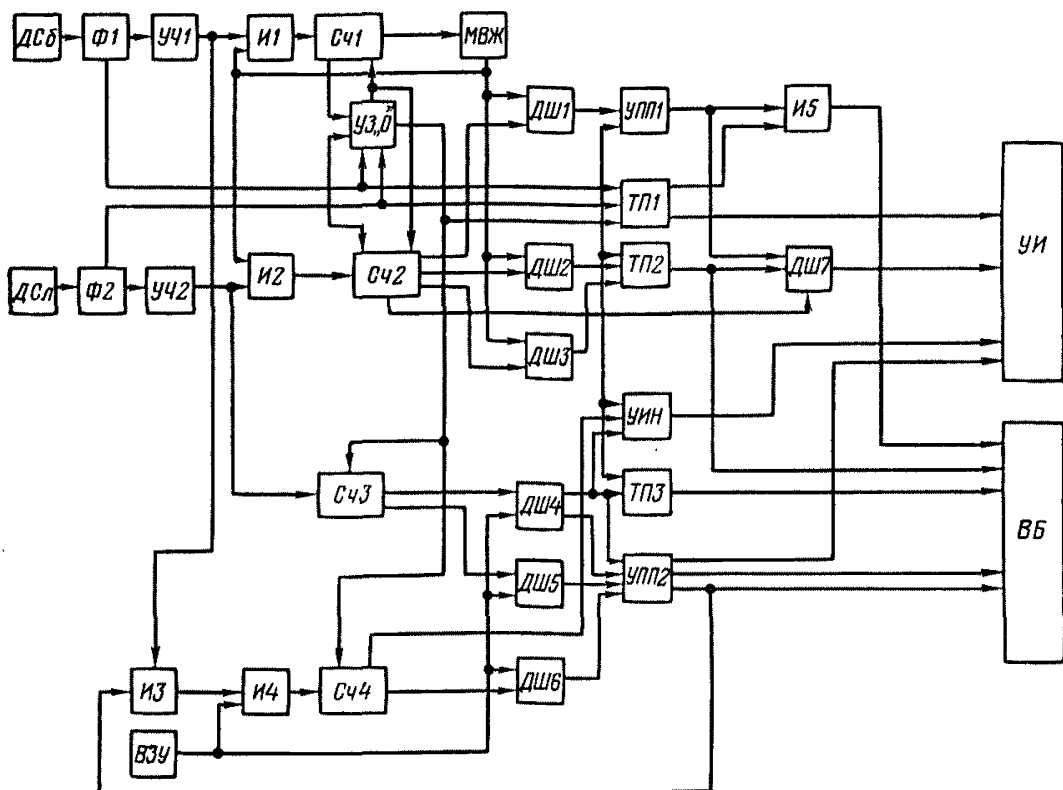 ДСб
Ф1
УЧ1
И1
Сч1
МВЖ
УЗ„0"
ДШ1
УПП1
И5
ТП1
УИ
ДСл
Ф2
УЧ2
И2
Сч2
ДШ2
ТП2
ДШ7
ДШ3
УИН
Сч3
ДШ4
ТП3
ВБ
ДШ5
УПП2
И3
И4
Сч4
ДШ6
ВЗУ